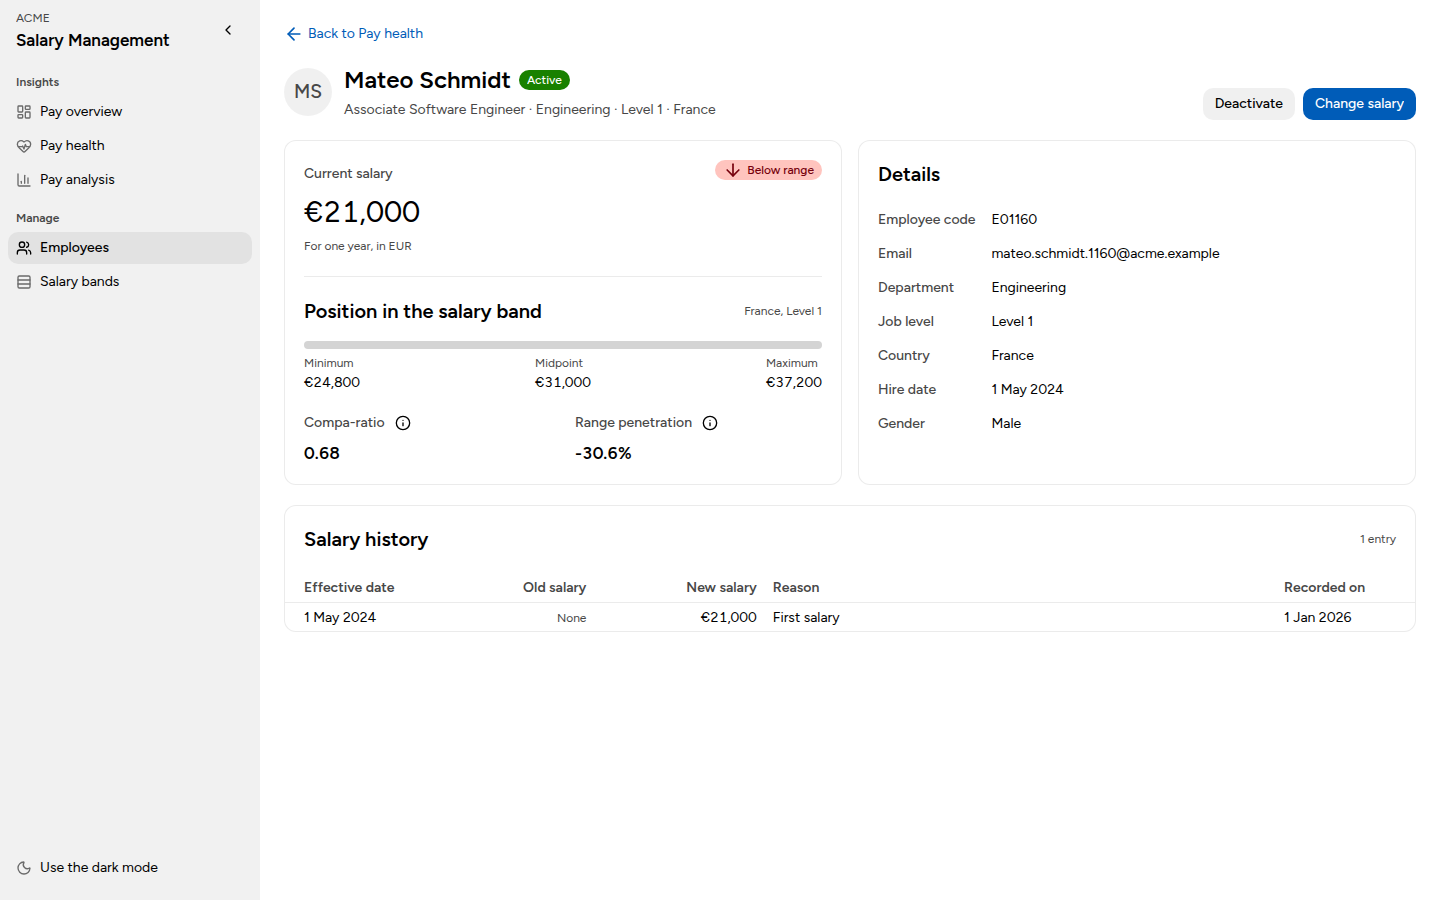 ACME
Salary Management
Insights
Pay overview
Pay health
Pay analysis
Manage
Employees
Salary bands
Use the dark mode
Back to Pay health
MS
Mateo Schmidt
Active
Associate Software Engineer · Engineering · Level 1 · France
Deactivate
Change salary
Current salary
Below range
€21,000
For one year, in EUR
Position in the salary band
France, Level 1
Minimum Midpoint Maximum
€24,800 €31,000 €37,200
Compa-ratio Range penetration
0.68 -30.6%
Details
Employee code E01160
Email mateo.schmidt.1160@acme.example
Department Engineering
Job level Level 1
Country France
Hire date 1 May 2024
Gender Male
Salary history
1 entry
Effective date Old salary New salary Reason Recorded on
1 May 2024 None €21,000 First salary 1 Jan 2026